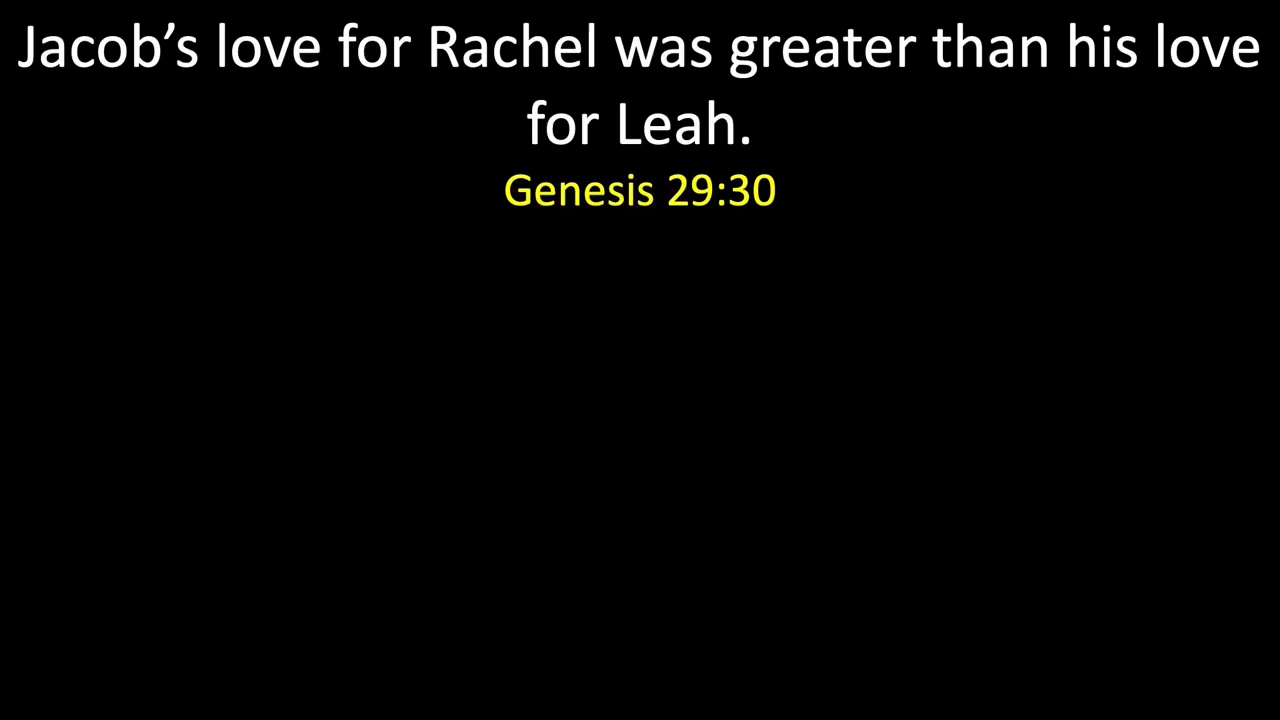 Jacob’s love for Rachel was greater than his love
for Leah.
Genesis 29:30